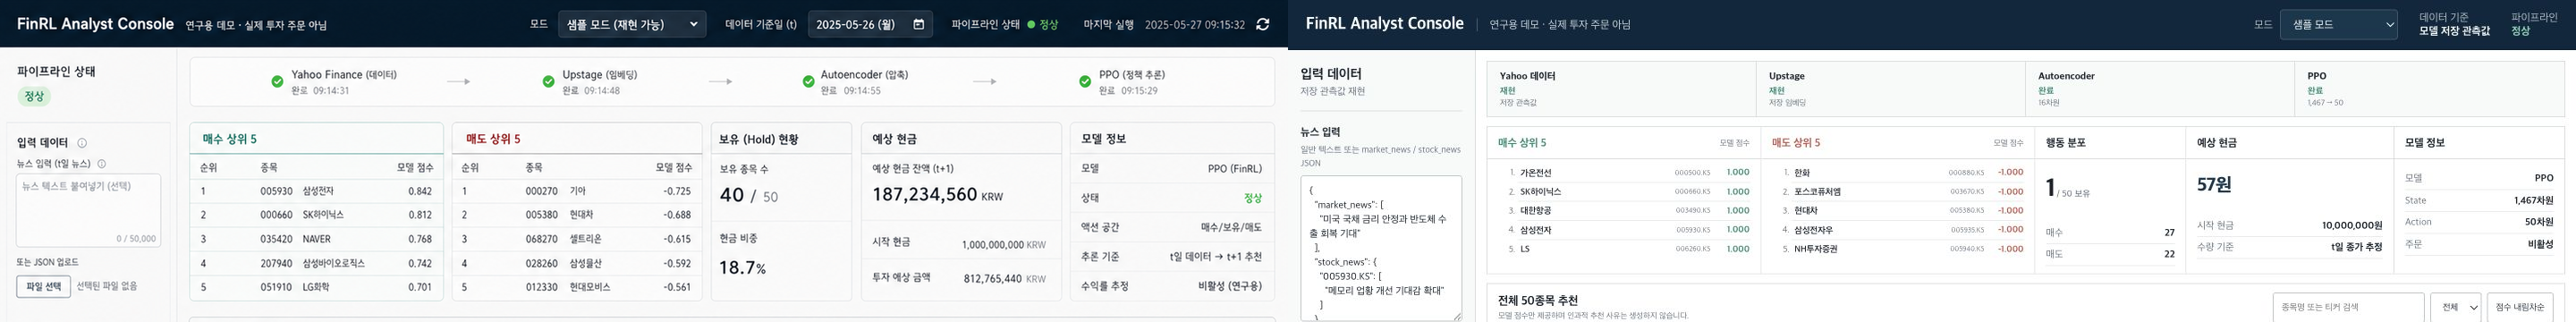 FinRL Analyst Console 연구용 데모 · 실제 투자 주문 아님 모드 샘플 모드 (재현 가능) 데이터 기준일 (t) 2025-05-26 (월) 파이프라인 상태 정상 마지막 실행 2025-05-27 09:15:32
파이프라인 상태
정상
입력 데이터
뉴스 입력 (t일 뉴스)
뉴스 텍스트 붙여넣기 (선택)
0 / 50,000
또는 JSON 업로드
파일 선택 선택된 파일 없음
Yahoo Finance (데이터)
완료 09:14:31
Upstage (임베딩)
완료 09:14:48
Autoencoder (압축)
완료 09:14:55
PPO (정책 추론)
완료 09:15:29
매수 상위 5
순위 종목 모델 점수
1 005930 삼성전자 0.842
2 000660 SK하이닉스 0.812
3 035420 NAVER 0.768
4 207940 삼성바이오로직스 0.742
5 051910 LG화학 0.701
매도 상위 5
순위 종목 모델 점수
1 000270 기아 -0.725
2 005380 현대차 -0.688
3 068270 셀트리온 -0.615
4 028260 삼성물산 -0.592
5 012330 현대모비스 -0.561
보유 (Hold) 현황
보유 종목 수
40 / 50
현금 비중
18.7%
예상 현금
예상 현금 잔액 (t+1)
187,234,560 KRW
시작 현금 1,000,000,000 KRW
투자 예상 금액 812,765,440 KRW
모델 정보
모델 PPO (FinRL)
상태 정상
액션 공간 매수/보유/매도
추론 기준 t일 데이터 → t+1 추천
수익률 추정 비활성 (연구용)
FinRL Analyst Console 연구용 데모 · 실제 투자 주문 아님 모드 샘플 모드
데이터 기준
모델 저장 관측값
파이프라인
정상
입력 데이터
저장 관측값 재현
뉴스 입력
일반 텍스트 또는 market_news / stock_news
JSON
{
"market_news": [
"미국 국채 금리 안정과 반도체 수
출 회복 기대"
],
"stock_news": {
"005930.KS": [
"메모리 업황 개선 기대감 확대"
]
}
Yahoo 데이터
재현
저장 관측값
Upstage
재현
저장 임베딩
Autoencoder
완료
16차원
PPO
완료
1,467 → 50
매수 상위 5 모델 점수
1. 가온전선 000500.KS 1.000
2. SK하이닉스 000660.KS 1.000
3. 대한항공 003490.KS 1.000
4. 삼성전자 005930.KS 1.000
5. LS 006260.KS 1.000
매도 상위 5 모델 점수
1. 한화 000880.KS -1.000
2. 포스코퓨처엠 003670.KS -1.000
3. 현대차 005380.KS -1.000
4. 삼성전자우 005935.KS -1.000
5. NH투자증권 005940.KS -1.000
행동 분포
1 / 50 보유
매수 27
매도 22
예상 현금
57원
시작 현금 10,000,000원
수량 기준 t일 종가 추정
모델 정보
모델 PPO
State 1,467차원
Action 50차원
주문 비활성
전체 50종목 추천
모델 점수만 제공하며 인과적 추천 사유는 생성하지 않습니다.
종목명 또는 티커 검색 전체 점수 내림차순